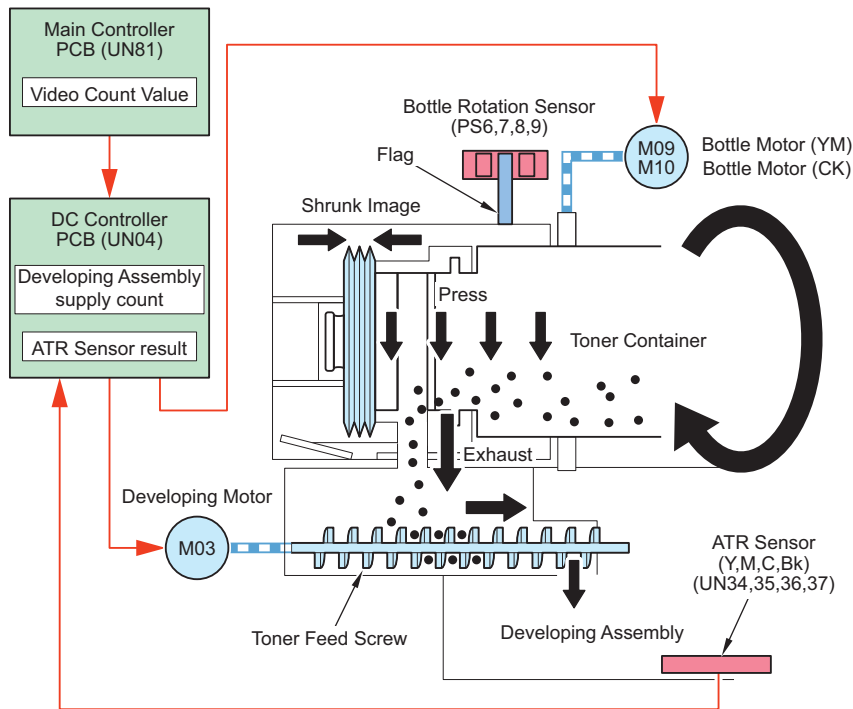 Main Controller
PCB (UN81)
Video Count Value
DC Controller
PCB (UN04)
Developing Assembly
supply count
ATR Sensor result
Bottle Rotation Sensor
(PS6,7,8,9)
Flag
Shrunk Image
M09
M10
Bottle Motor (YM)
Bottle Motor (CK)
Press
Toner Container
Exhaust
Developing Motor
M03
Toner Feed Screw
Developing Assembly
ATR Sensor
(Y,M,C,Bk)
(UN34,35,36,37)